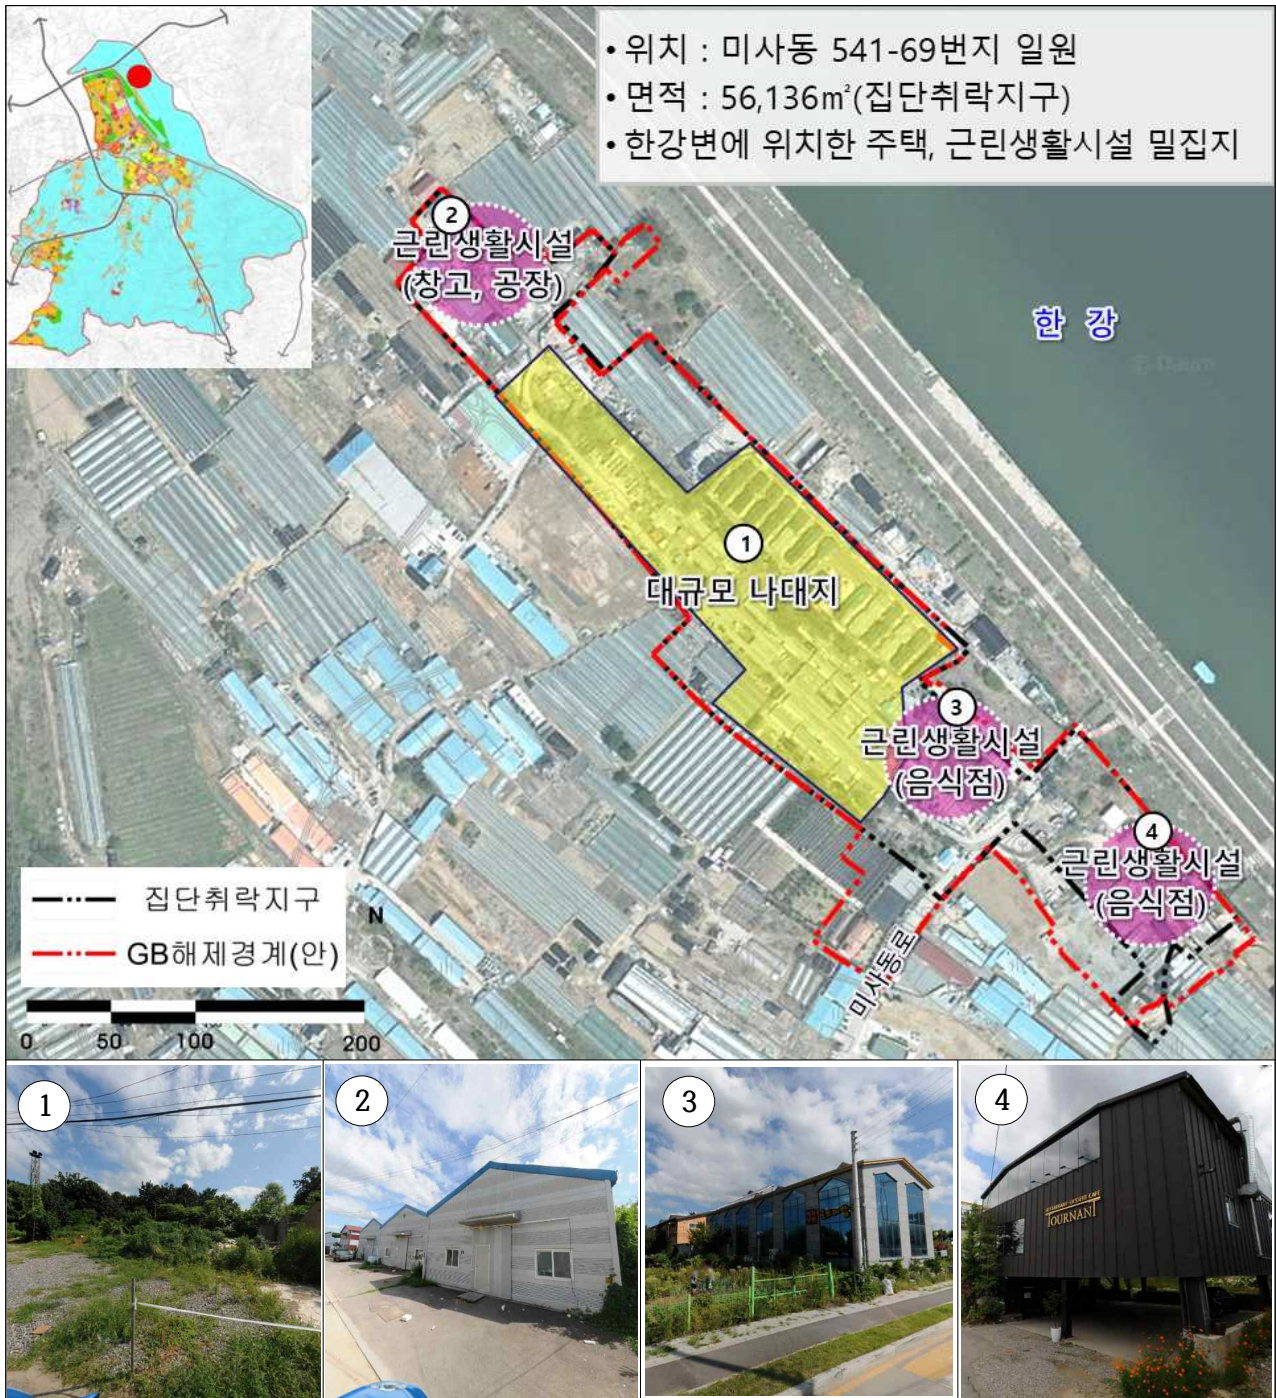 • 위치 : 미사동 541-69번지 일원
• 면적 : 56,136㎡(집단취락지구)
• 한강변에 위치한 주택, 근린생활시설 밀집지
2
근린생활시설
(창고, 공장)
한 강
Daum
1
대규모 나대지
3
근린생활시설
(음식점)
4
근린생활시설
(음식점)
미사동로
집단취락지구
GB해제경계(안)
N
0 50 100 200
1
2
3
4
TOURNANT